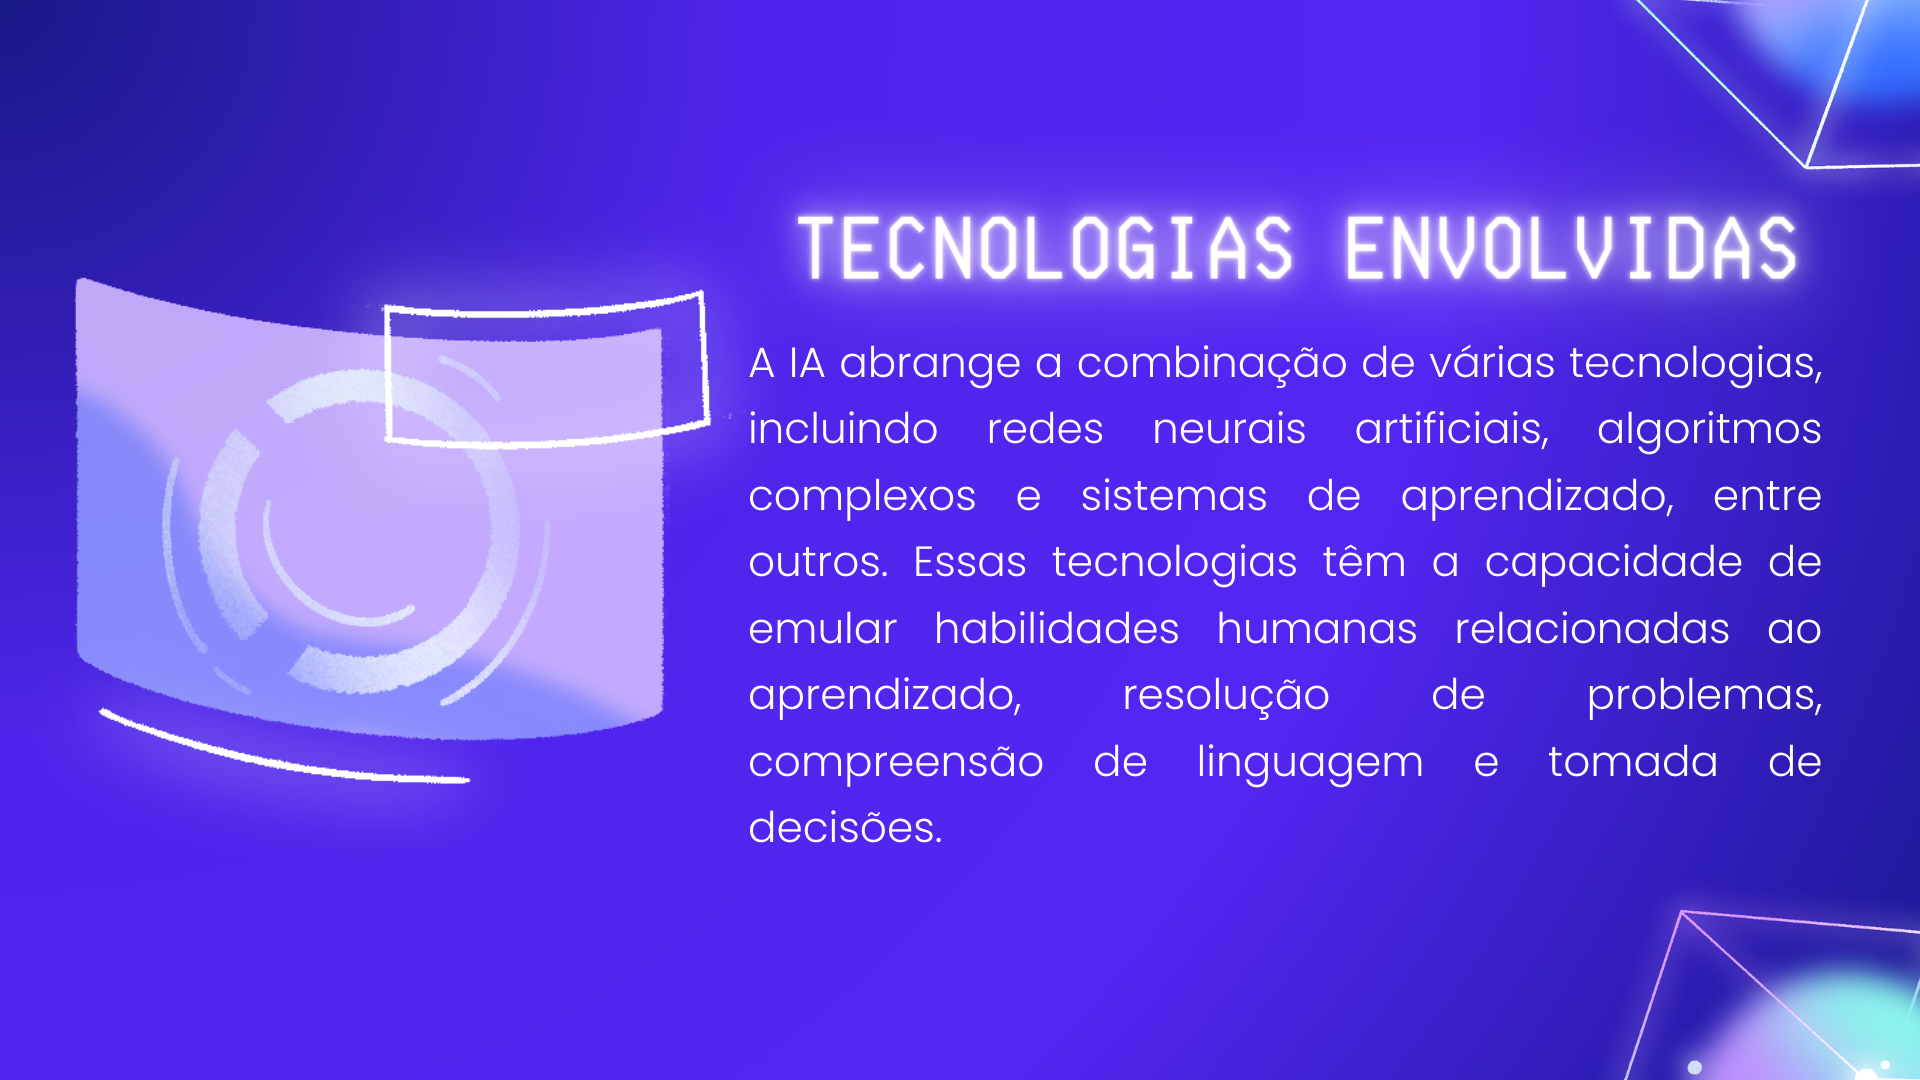 TECNOLOGIAS ENVOLVIDAS
A IA abrange a combinação de várias tecnologias,
incluindo redes neurais artificiais, algoritmos
complexos e sistemas de aprendizado, entre
outros. Essas tecnologias têm a capacidade de
emular habilidades humanas relacionadas ao
aprendizado, resolução de problemas,
compreensão de linguagem e tomada de
decisões.